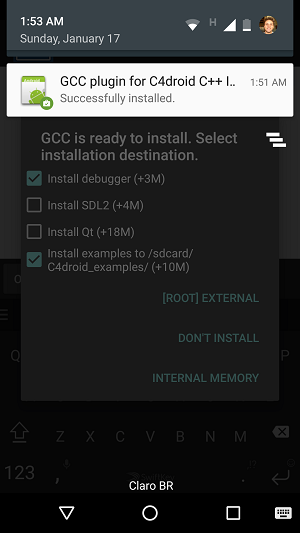 1:53 AM
H
Sunday, January 17
GCC plugin for C4droid C++ I..
1:51 AM
Successfully installed.
GCC is ready to install. Select
installation destination.
Install debugger (+3M)
Install SDL2 (+4M)
Install Qt (+18M)
Install examples to /sdcard/
C4droid_examples/ (+10M)
[ROOT] EXTERNAL
DON'T INSTALL
INTERNAL MEMORY
Q P
Z X C V B N M
123 , .
Claro BR